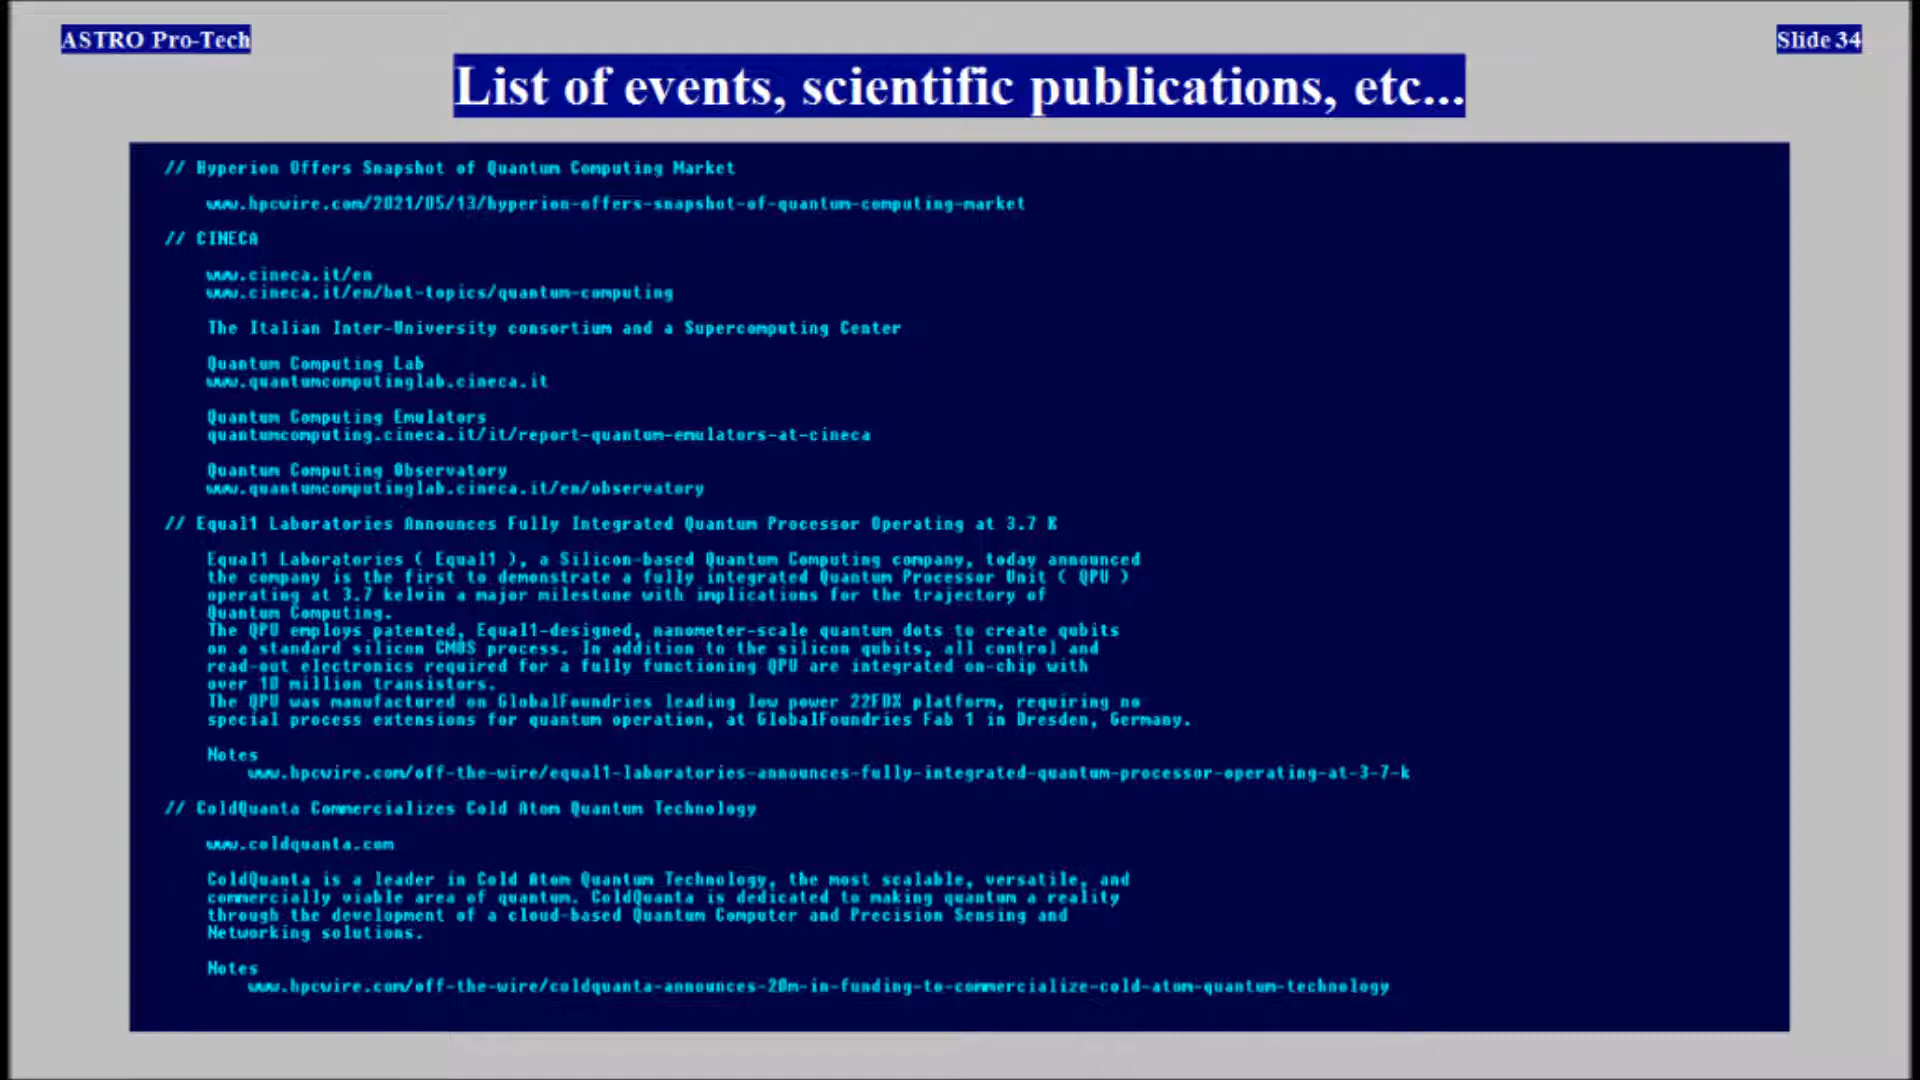 ASTRO Pro-Tech
Slide 34
List of events, scientific publications, etc...
// Hyperion Offers Snapshot of Quantum Computing Market
www.hpcwire.com/2021/05/13/hyperion-offers-snapshot-of-quantum-computing-market
// CINECA
www.cineca.it/en
www.cineca.it/en/hot-topics/quantum-computing
The Italian Inter-University consortium and a Supercomputing Center
Quantum Computing Lab
www.quantumcomputinglab.cineca.it
Quantum Computing Emulators
quantumcomputing.cineca.it/it/report-quantum-emulators-at-cineca
Quantum Computing Observatory
www.quantumcomputinglab.cineca.it/en/observatory
// Equal1 Laboratories Announces Fully Integrated Quantum Processor Operating at 3.7 K
Equal1 Laboratories ( Equal1 ), a Silicon-based Quantum Computing company, today announced
the company is the first to demonstrate a fully integrated Quantum Processor Unit ( QPU )
operating at 3.7 kelvin a major milestone with implications for the trajectory of
Quantum Computing.
The QPU employs patented, Equal1-designed, nanometer-scale quantum dots to create qubits
on a standard silicon CMOS process. In addition to the silicon qubits, all control and
read-out electronics required for a fully functioning QPU are integrated on-chip with
over 10 million transistors.
The QPU was manufactured on GlobalFoundries leading low power 22FDX platform, requiring no
special process extensions for quantum operation, at GlobalFoundries Fab 1 in Dresden, Germany.
Notes
www.hpcwire.com/off-the-wire/equal1-laboratories-announces-fully-integrated-quantum-processor-operating-at-3-7-k
// ColdQuanta Commercializes Cold Atom Quantum Technology
www.coldquanta.com
ColdQuanta is a leader in Cold Atom Quantum Technology, the most scalable, versatile, and
commercially viable area of quantum. ColdQuanta is dedicated to making quantum a reality
through the development of a cloud-based Quantum Computer and Precision Sensing and
Networking solutions.
Notes
www.hpcwire.com/off-the-wire/coldquanta-announces-20m-in-funding-to-commercialize-cold-atom-quantum-technology